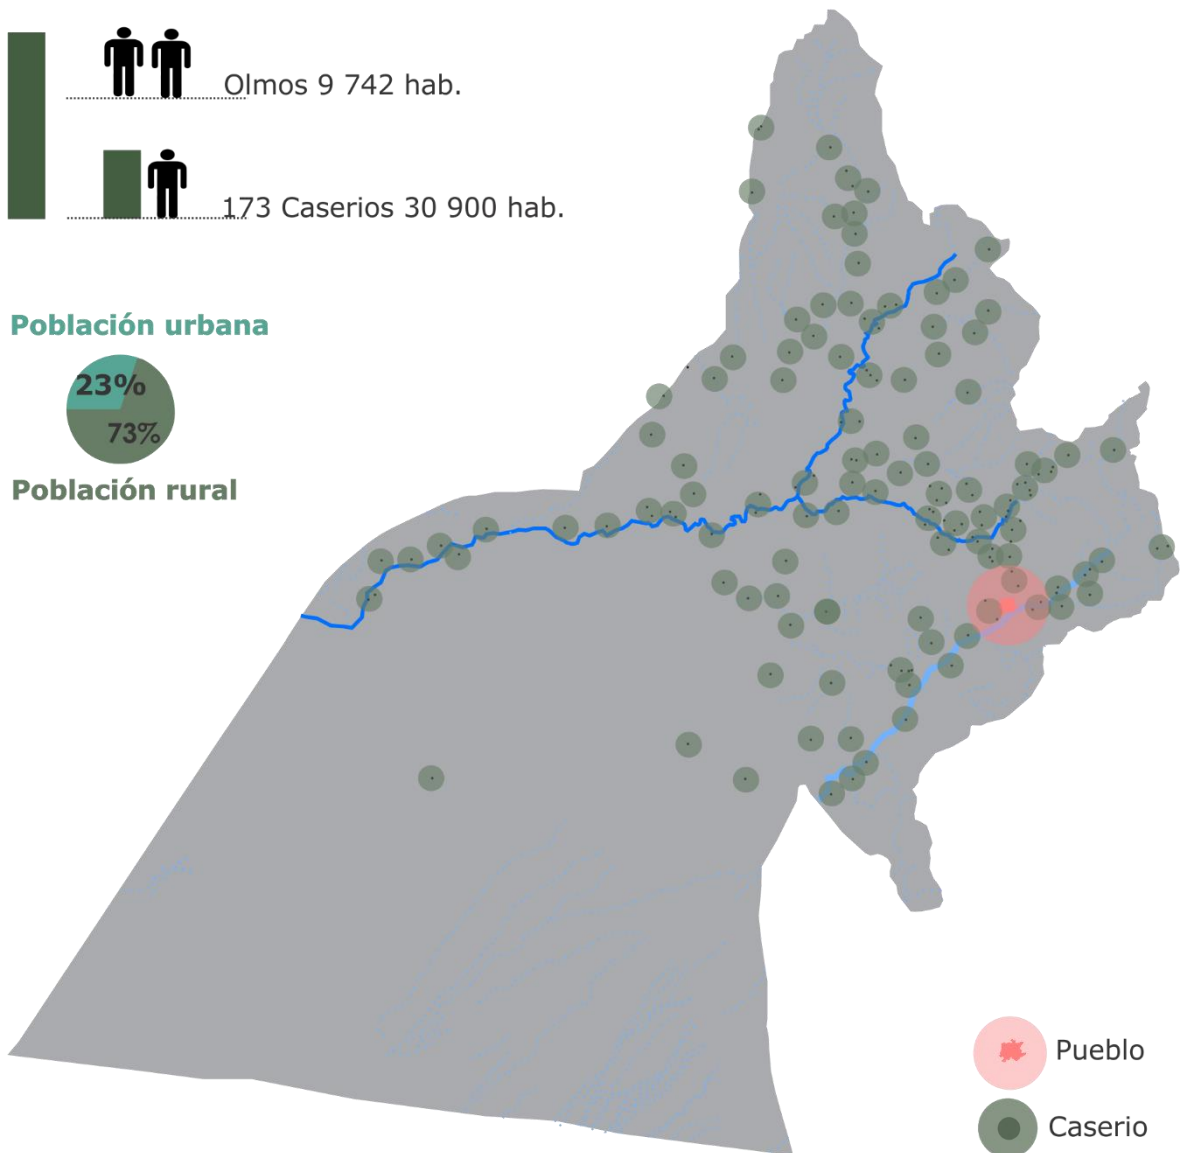 Olmos 9 742 hab.
173 Caserios 30 900 hab.
Población urbana
23%
73%
Población rural
Pueblo
Caserio